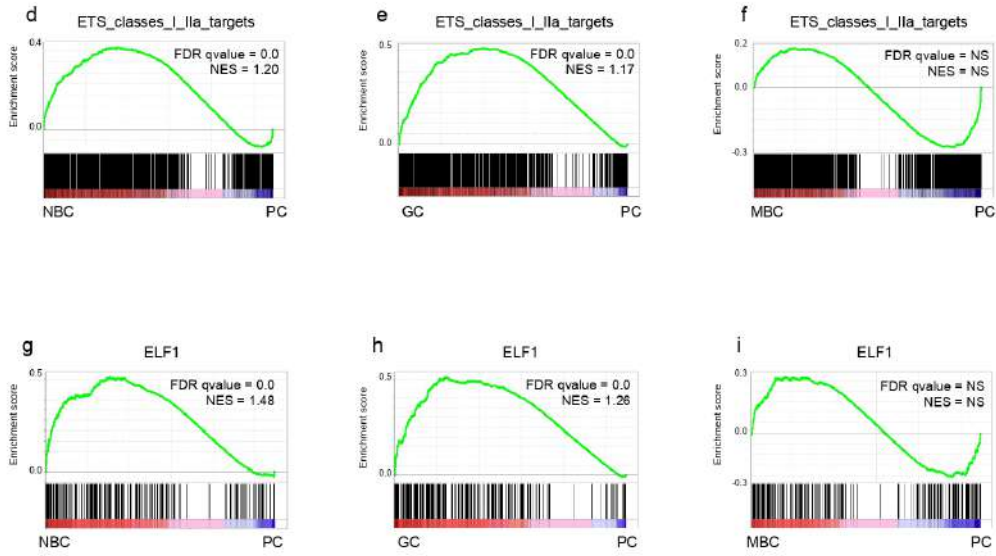 d
ETS_classes_I_IIa_targets
Enrichment score
0.4
0.0
FDR qvalue = 0.0
NES = 1.20
NBC
PC
e
ETS_classes_I_IIa_targets
Enrichment score
0.5
0.0
FDR qvalue = 0.0
NES = 1.17
GC
PC
f
ETS_classes_I_IIa_targets
Enrichment score
0.2
0.0
-0.3
FDR qvalue = NS
NES = NS
MBC
PC
g
ELF1
Enrichment score
0.5
0.0
FDR qvalue = 0.0
NES = 1.48
NBC
PC
h
ELF1
Enrichment score
0.5
0.0
FDR qvalue = 0.0
NES = 1.26
GC
PC
i
ELF1
Enrichment score
0.3
0.0
-0.3
FDR qvalue = NS
NES = NS
MBC
PC